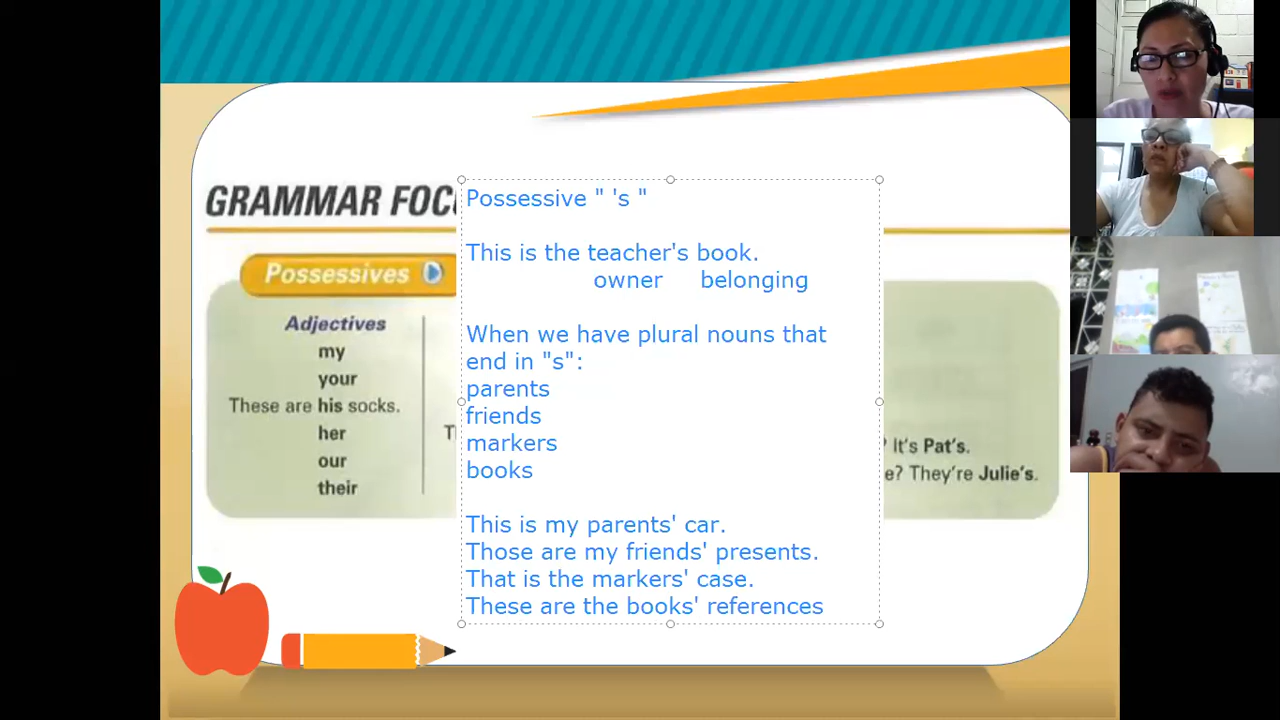 GRAMMAR FOCU
Possessives
Adjectives
my
your
These are his socks.
her
our
their
Possessive " 's "
This is the teacher's book.
owner belonging
When we have plural nouns that
end in "s":
parents
friends
markers
books
This is my parents' car.
Those are my friends' presents.
That is the markers' case.
These are the books' references
? It's Pat's.
e? They're Julie's.